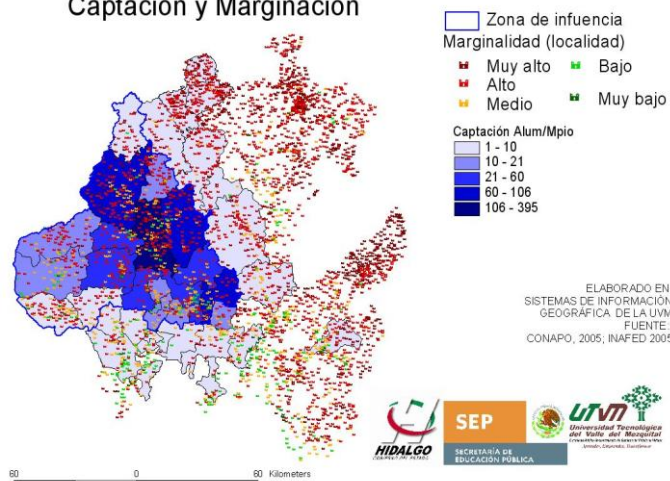 Captación y Marginación
Zona de infuencia
Marginalidad (localidad)
Muy alto
Bajo
Alto
Medio
Muy bajo
Captación Alum/Mpio
1 - 10
10 - 21
21 - 60
60 - 106
106 - 395
ELABORADO EN
SISTEMAS DE INFORMACIÓN
GEOGRÁFICA DE LA UVM
FUENTE:
CONAPO, 2005; INAFED 2005
HIDALGO
SEP
SECRETARÍA DE
EDUCACIÓN PÚBLICA
UTVM
Universidad Tecnológica
del Valle del Mezquital
60 0 60 Kilometers